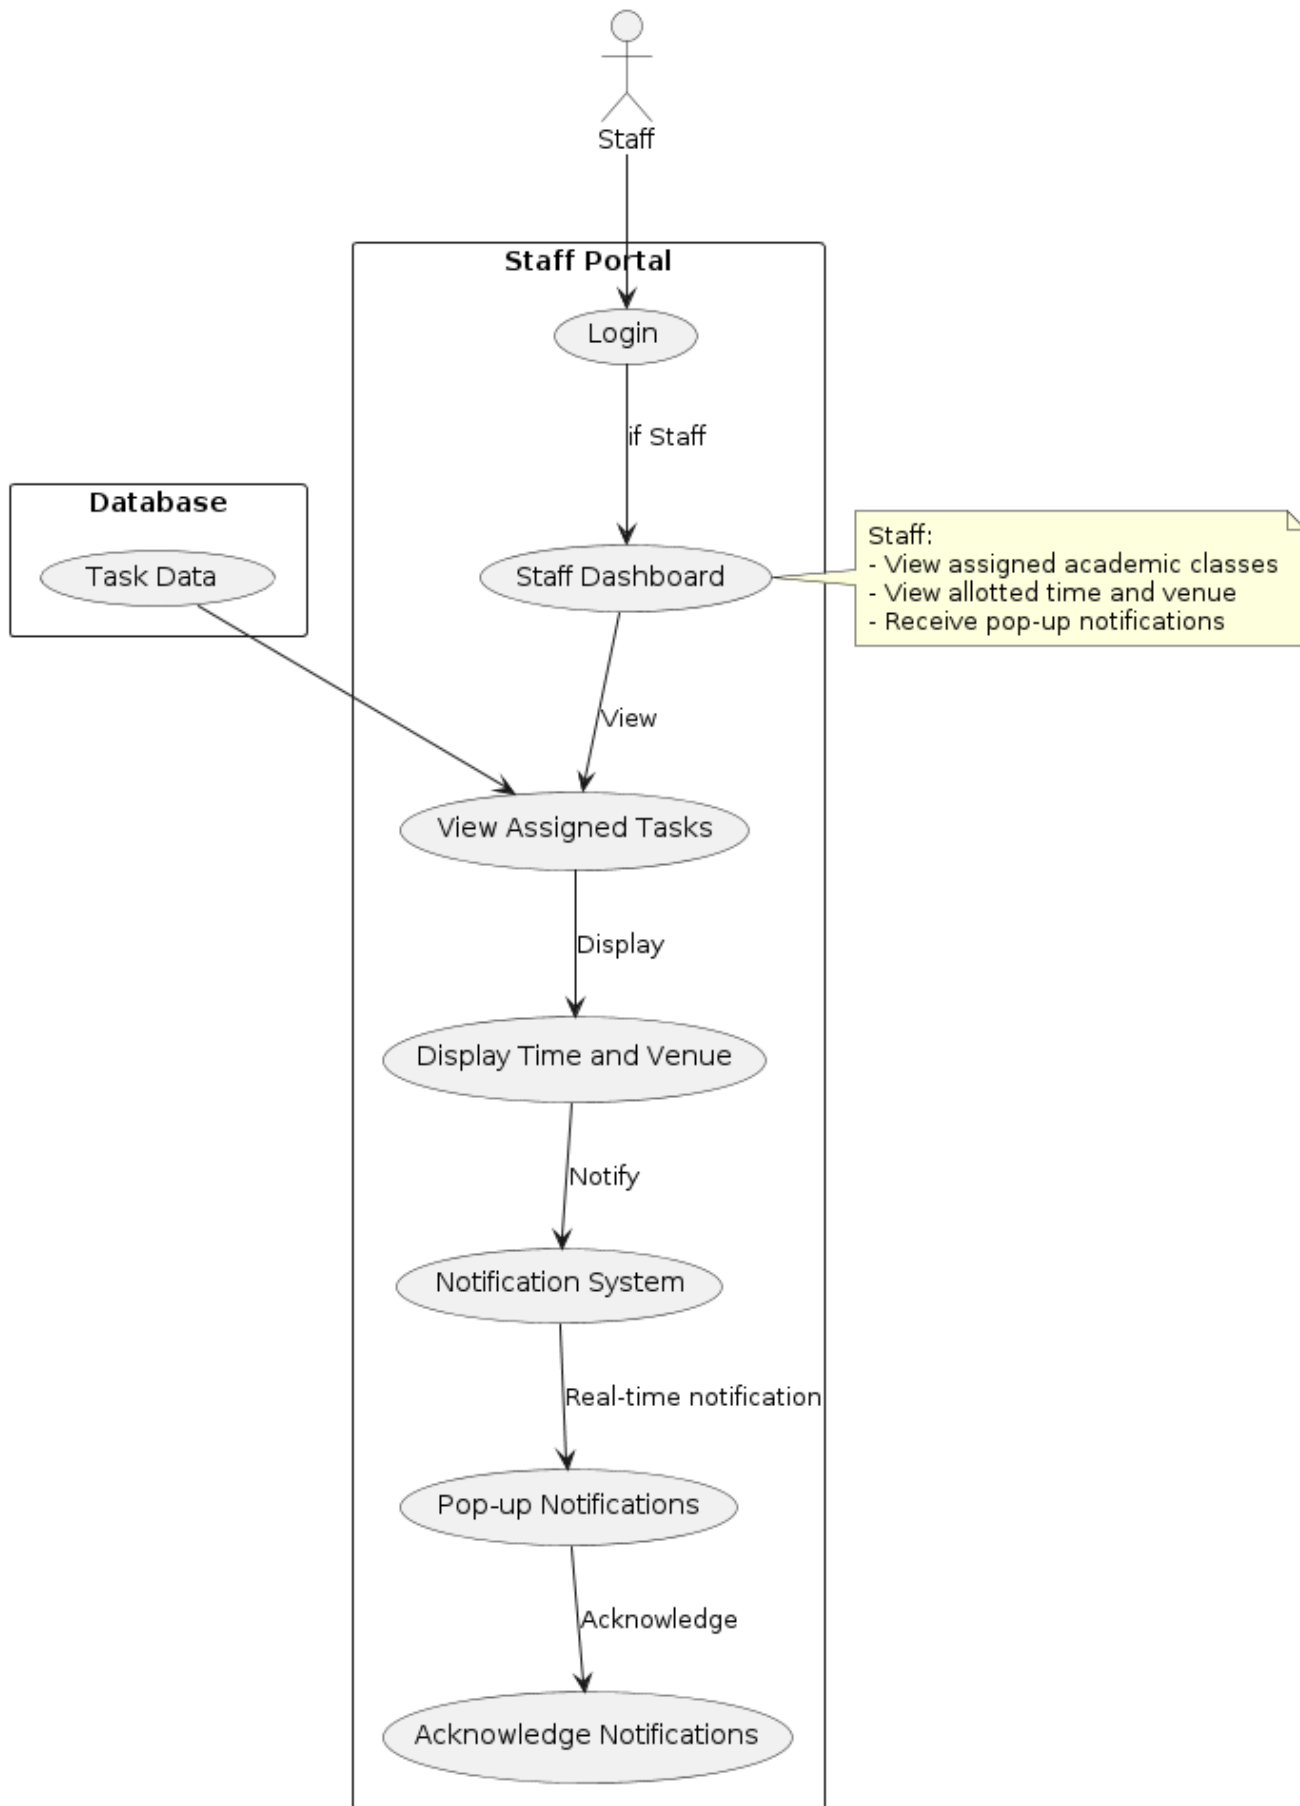 Staff
Staff Portal
Login
if Staff
Database
Task Data
Staff Dashboard
Staff:
- View assigned academic classes
- View allotted time and venue
- Receive pop-up notifications
View
View Assigned Tasks
Display
Display Time and Venue
Notify
Notification System
Real-time notification
Pop-up Notifications
Acknowledge
Acknowledge Notifications